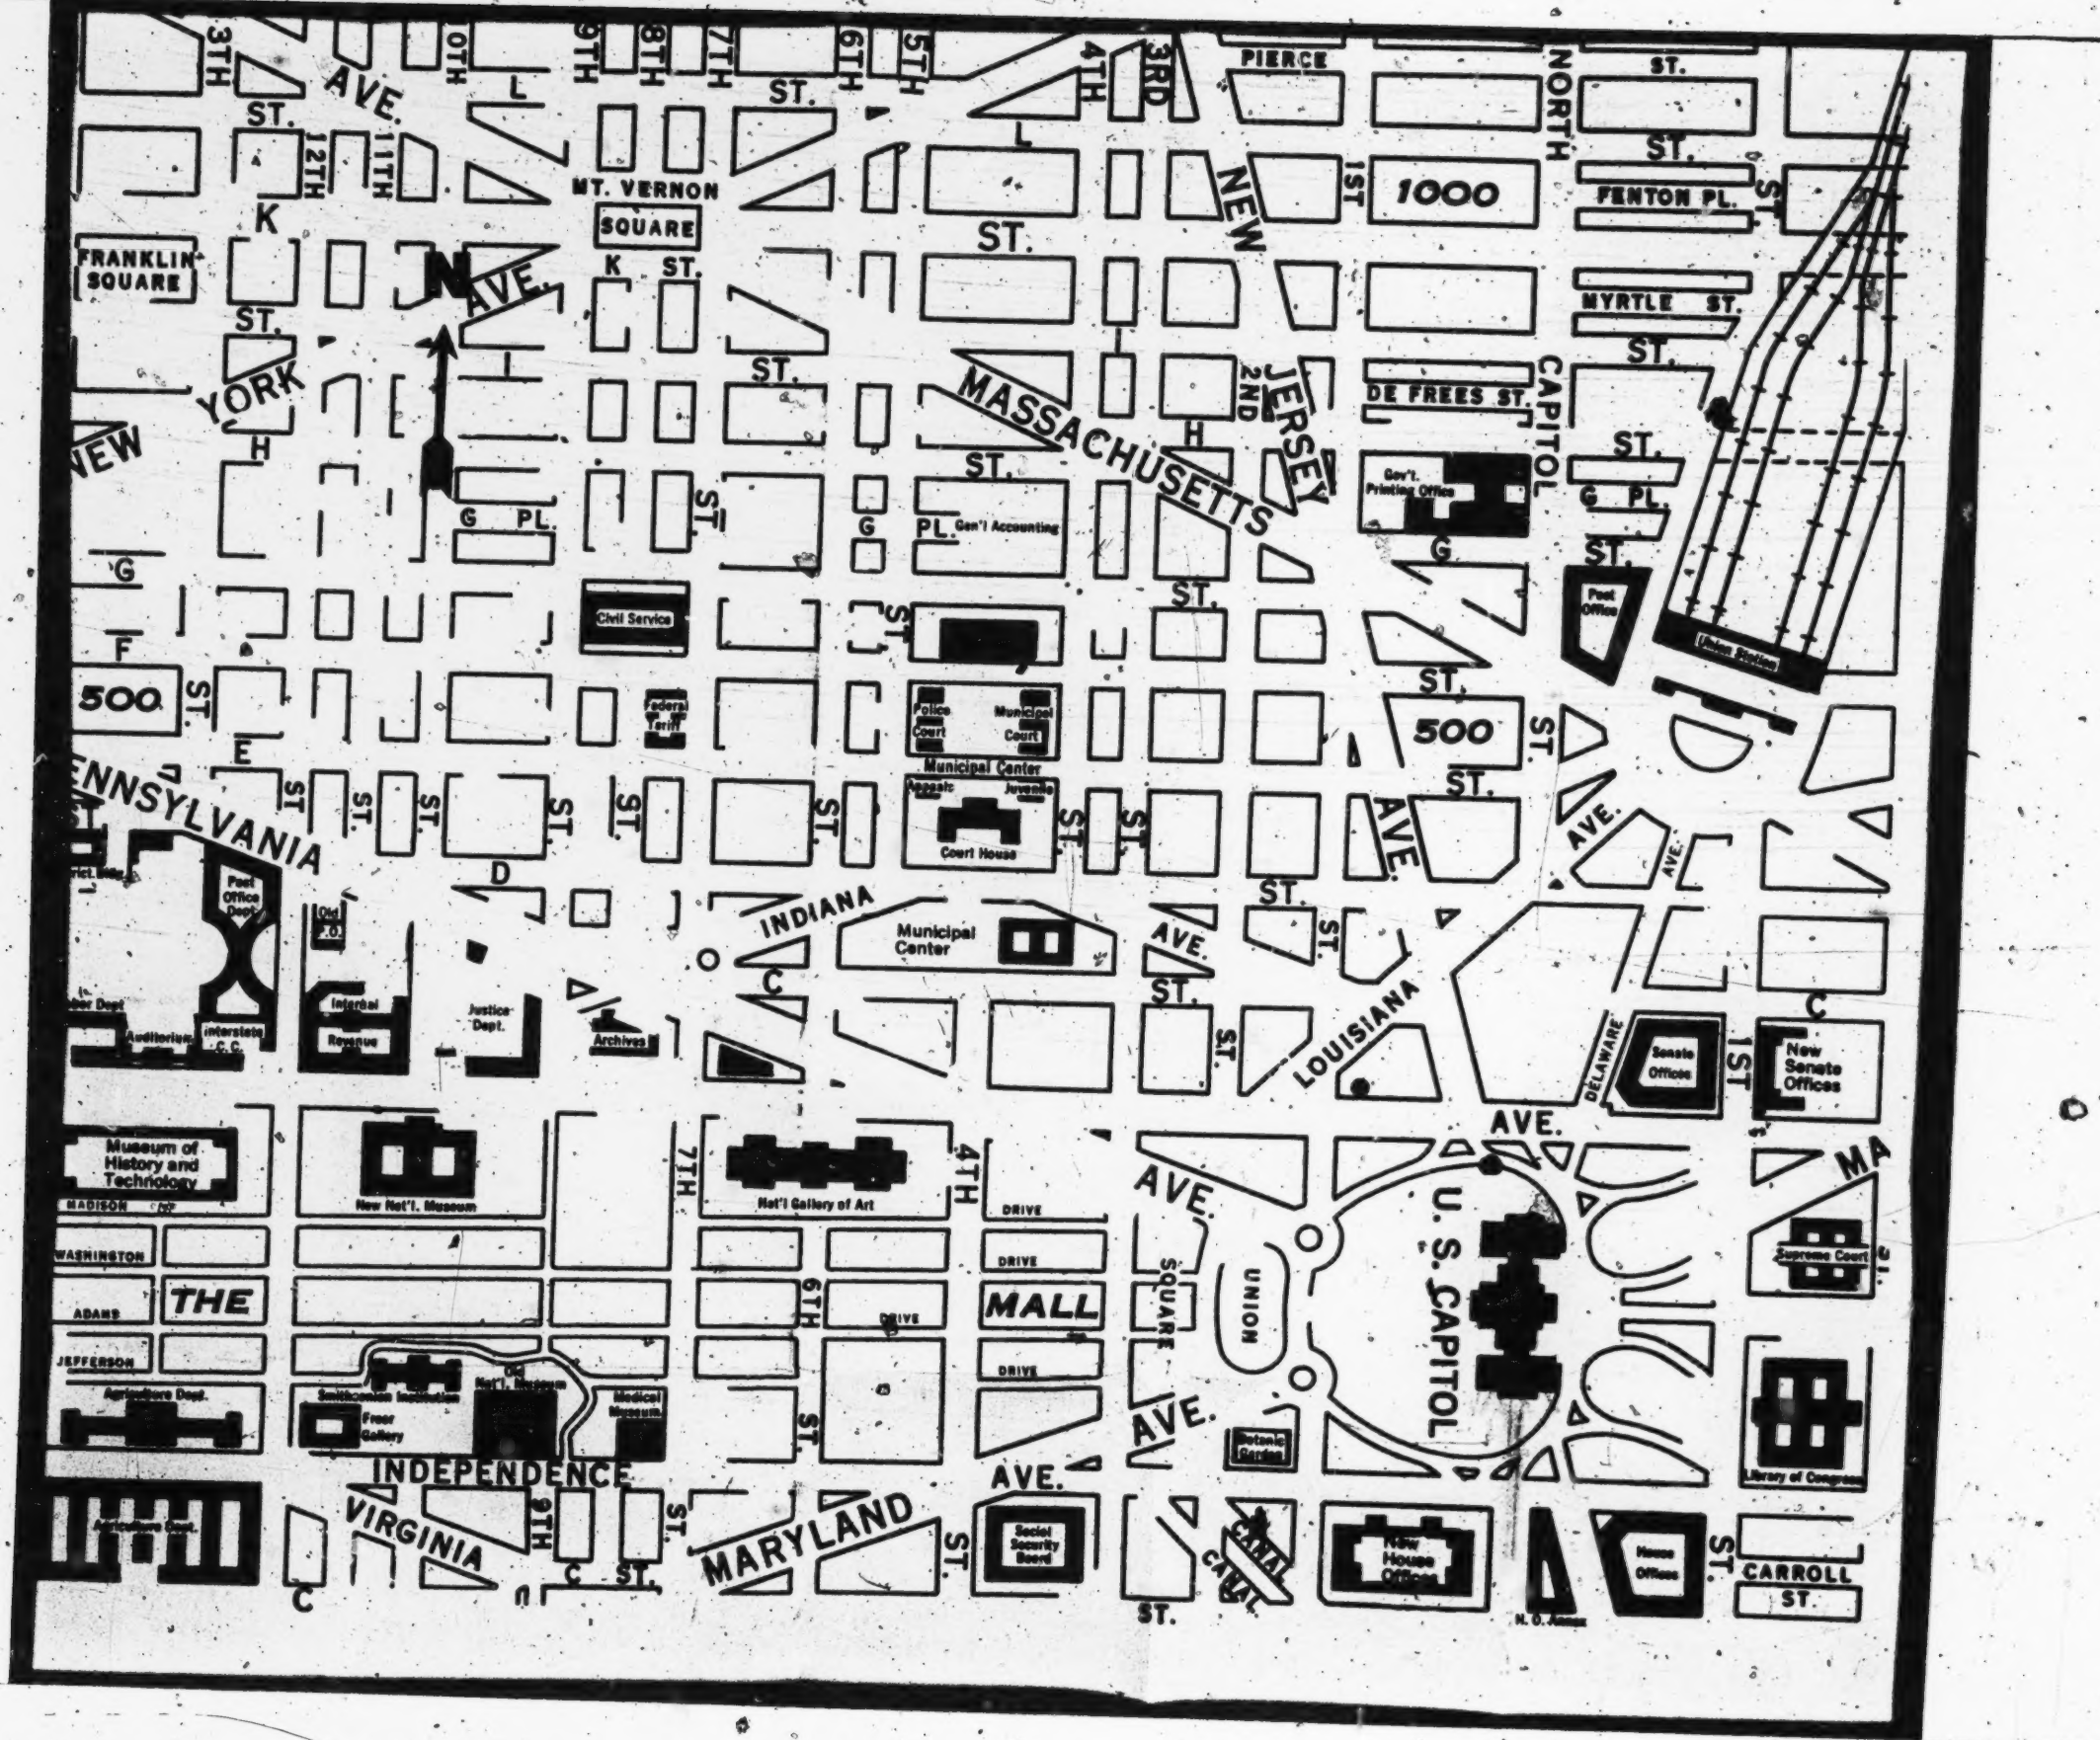 3TH
AVE.
10TH
L
9TH
8TH
7TH
ST.
6TH
5TH
4TH
3RD
PIERCE
NORTH
ST.
ST.
12TH
11TH
L
NEW
1ST
1000
ST.
FENTON PL.
ST.
K
MT. VERNON
SQUARE
ST.
FRANKLIN
SQUARE
N
AVE.
K ST.
MYRTLE ST.
ST.
YORK
I
ST.
I
MASSACHUSETTS
2ND
JERSEY
DE FREES ST.
CAPITOL
ST.
NEW
H
ST.
H
Gov't.
Printing Office
ST.
G PL.
G PL.
ST.
G
PL.
Gen'l Accounting
G
ST.
G
ST.
Post
Office
Union Station
Civil Service
ST.
F
500
ST.
Federal
Tariff
Police
Court
Municipal
Court
ST.
500
ST.
E
Municipal Center
ST.
ENNSYLVANIA
ST
ST.
ST.
ST.
ST.
ST.
Appeals
Juvenile
Court House
ST.
ST.
AVE.
AVE.
AVE.
D
Post
Office
Dept.
Old
P.O.
INDIANA
Municipal
Center
AVE.
ST.
ST.
C
ST.
LOUISIANA
C
Auditorium
Interstate
C. C.
Internal
Revenue
Justice
Dept.
Archives
ST.
DELAWARE
Senate
Offices
1ST
New
Senate
Offices
AVE.
Museum of
History and
Technology
New Nat'l. Museum
7TH
Nat'l Gallery of Art
4TH
AVE.
U. S. CAPITOL
MA
MADISON
DRIVE
WASHINGTON
DRIVE
Supreme Court
ADAMS
THE
6TH
DRIVE
MALL
SQUARE
UNION
JEFFERSON
DRIVE
Agriculture Dept.
Smithsonian Institution
Freer
Gallery
Old
Nat'l. Museum
Medical
Museum
ST.
AVE.
Botanic
Garden
Library of Congress
INDEPENDENCE
AVE.
Agriculture Dept.
VIRGINIA
9TH
ST.
MARYLAND
ST.
Social
Security
Board
CANAL
CANAL
New
House
Offices
House
Offices
ST.
CARROLL
ST.
C
C ST.
ST.
H. O. Annex